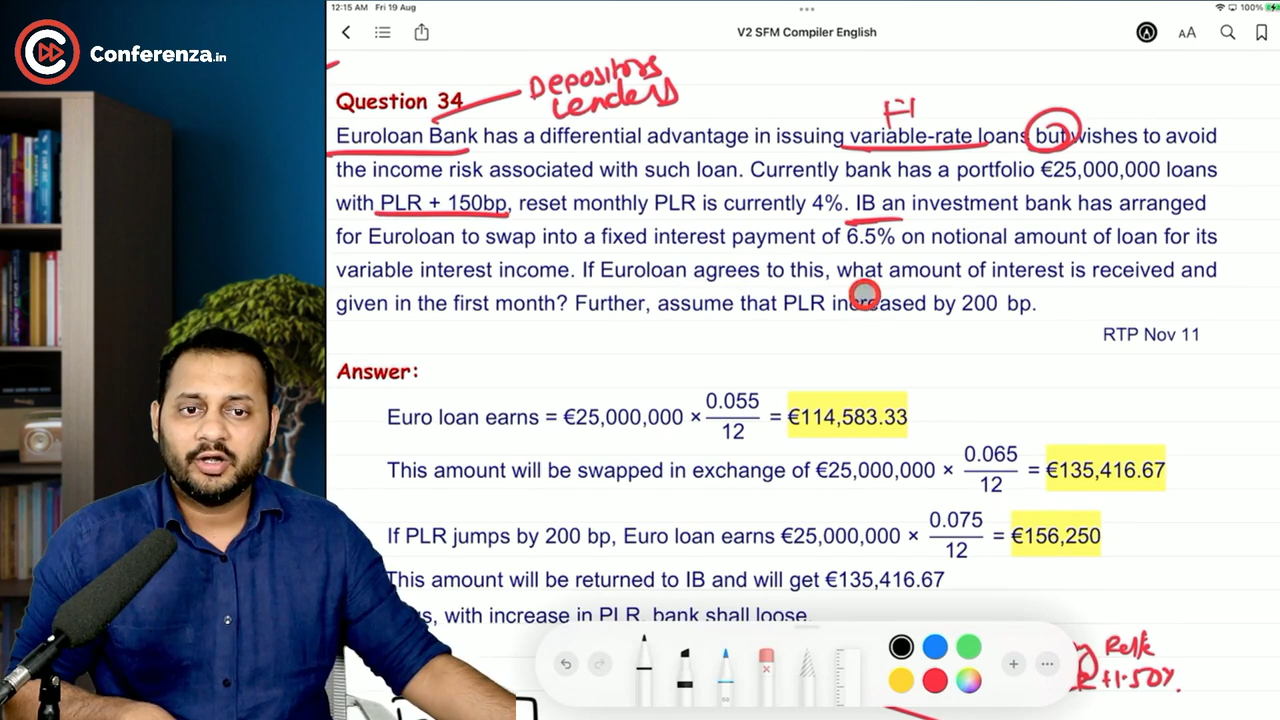 12:15 AM Fri 19 Aug
100%
Conferenza.in
V2 SFM Compiler English
AA
Depositors
Lenders
Question 34
Euroloan Bank has a differential advantage in issuing variable-rate loans but wishes to avoid
the income risk associated with such loan. Currently bank has a portfolio €25,000,000 loans
with PLR + 150bp, reset monthly PLR is currently 4%. IB an investment bank has arranged
for Euroloan to swap into a fixed interest payment of 6.5% on notional amount of loan for its
variable interest income. If Euroloan agrees to this, what amount of interest is received and
given in the first month? Further, assume that PLR increased by 200 bp.
RTP Nov 11
Answer:
Euro loan earns = €25,000,000 × 0.055/12 = €114,583.33
This amount will be swapped in exchange of €25,000,000 × 0.065/12 = €135,416.67
If PLR jumps by 200 bp, Euro loan earns €25,000,000 × 0.075/12 = €156,250
This amount will be returned to IB and will get €135,416.67
with increase in PLR, bank shall loose.
+1.50%.